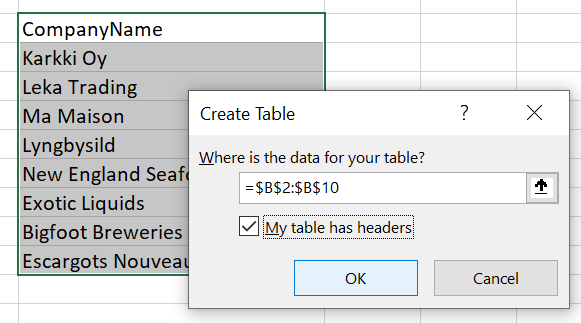 CompanyName
Karkki Oy
Leka Trading
Ma Maison
Lyngbysild
New England Seaf
Exotic Liquids
Bigfoot Breweries
Escargots Nouveau
Create Table
?
Where is the data for your table?
=$B$2:$B$10
My table has headers
OK
Cancel